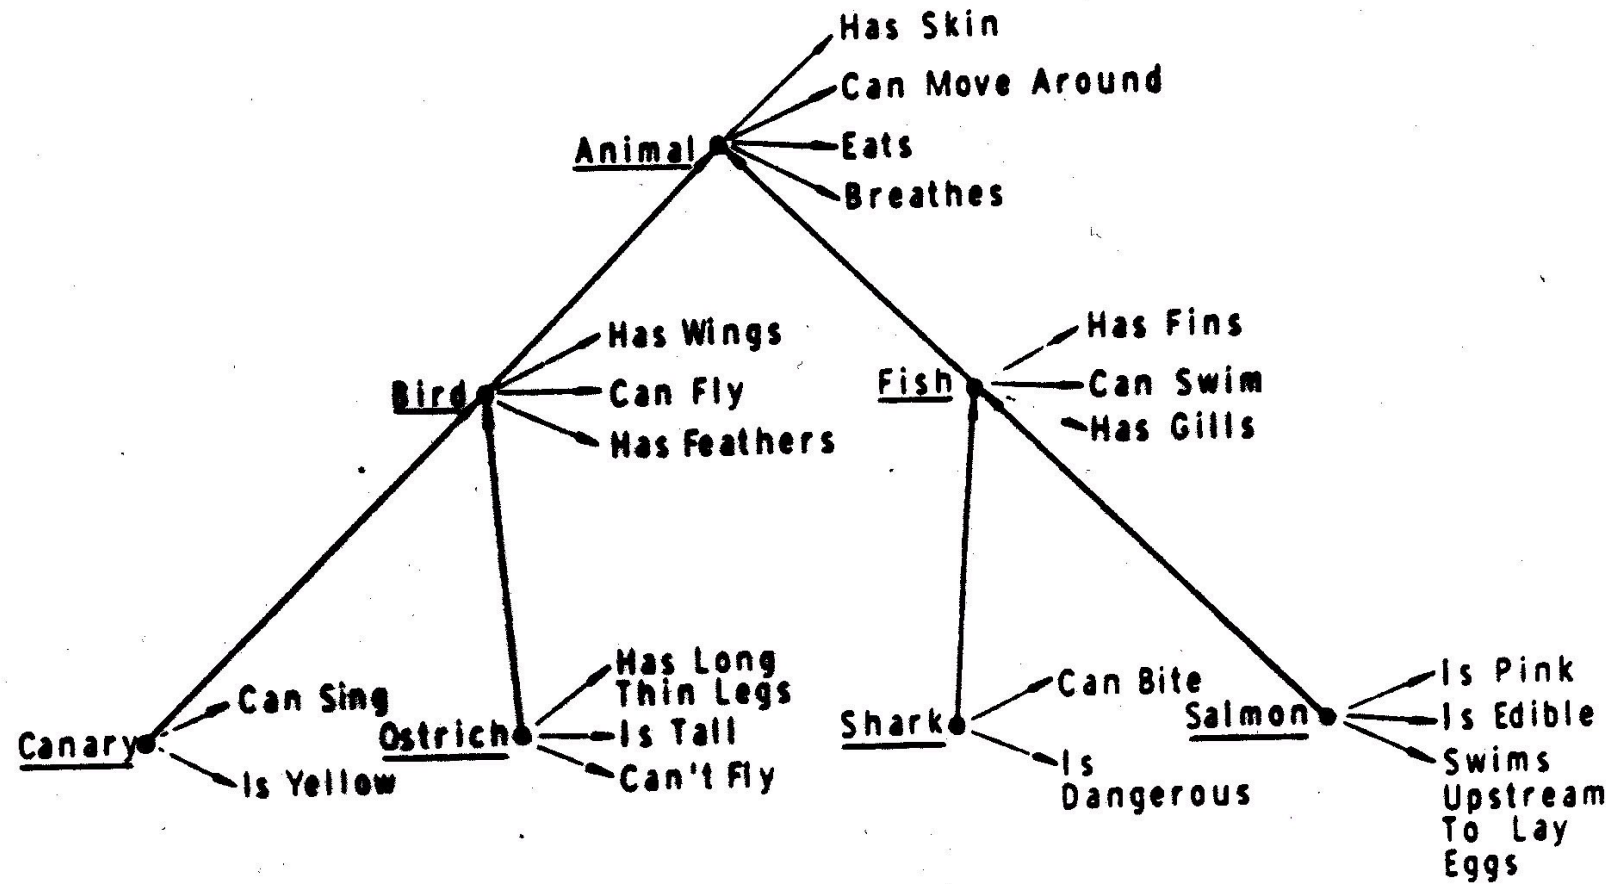 Has Skin
Can Move Around
Animal
Eats
Breathes
Has Wings
Bird
Can Fly
Has Feathers
Has Fins
Fish
Can Swim
Has Gills
Can Sing
Canary
Is Yellow
Has Long
Thin Legs
Ostrich
Is Tall
Can't Fly
Can Bite
Shark
Is
Dangerous
Is Pink
Salmon
Is Edible
Swims
Upstream
To Lay
Eggs